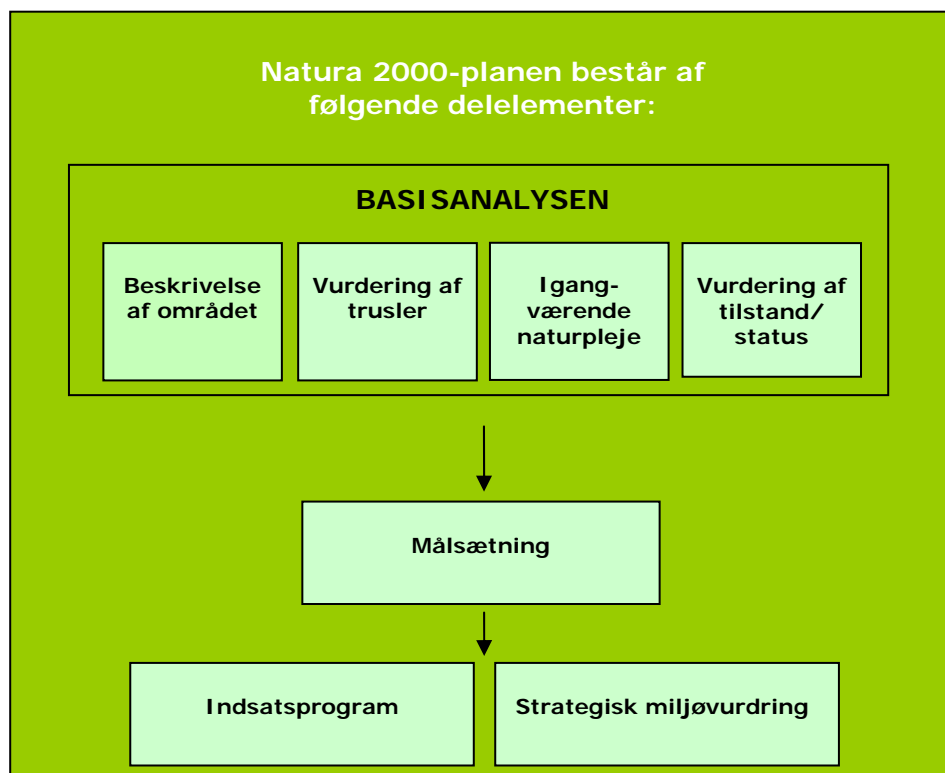 Natura 2000-planen består af
følgende delelementer:
BASISANALYSEN
Beskrivelse
af området
Vurdering af
trusler
Igang-
værende
naturpleje
Vurdering af
tilstand/
status
Målsætning
Indsatsprogram
Strategisk miljøvurdring